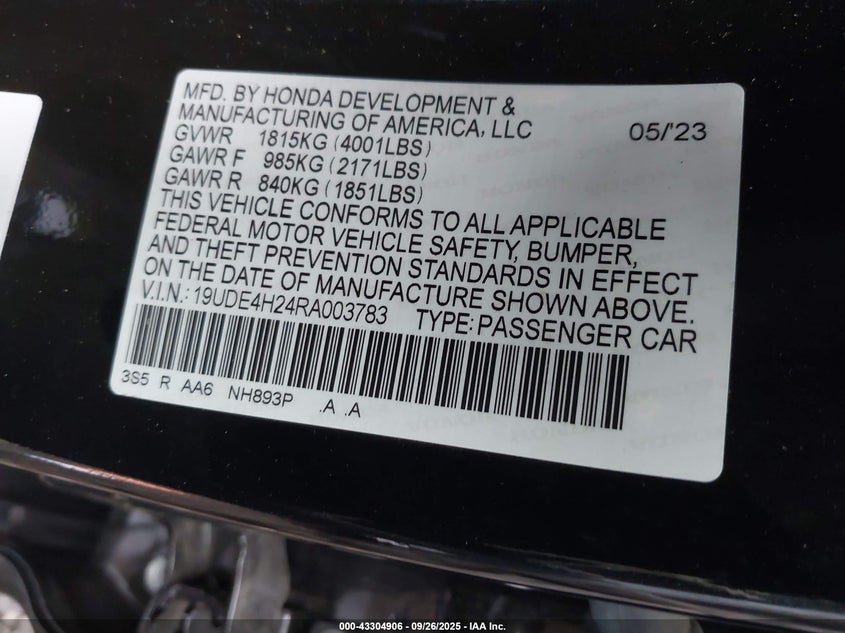 MFD. BY HONDA DEVELOPMENT &
MANUFACTURING OF AMERICA, LLC 05/'23
GVWR 1815KG (4001LBS)
GAWR F 985KG (2171LBS)
GAWR R 840KG (1851LBS)
THIS VEHICLE CONFORMS TO ALL APPLICABLE
FEDERAL MOTOR VEHICLE SAFETY, BUMPER,
AND THEFT PREVENTION STANDARDS IN EFFECT
ON THE DATE OF MANUFACTURE SHOWN ABOVE.
V.I.N.: 19UDE4H24RA003783 TYPE: PASSENGER CAR
3S5 R AA6 NH893P .A .A
000-43304906 - 09/26/2025 - IAA Inc.